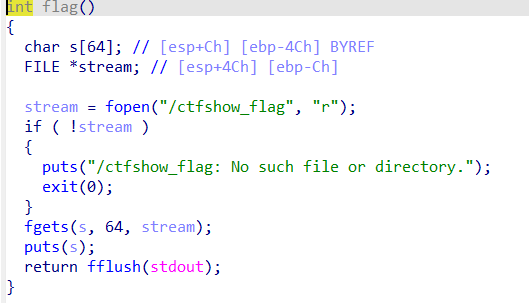 int flag()
{
  char s[64]; // [esp+Ch] [ebp-4Ch] BYREF
  FILE *stream; // [esp+4Ch] [ebp-Ch]

  stream = fopen("/ctfshow_flag", "r");
  if ( !stream )
  {
    puts("/ctfshow_flag: No such file or directory.");
    exit(0);
  }
  fgets(s, 64, stream);
  puts(s);
  return fflush(stdout);
}